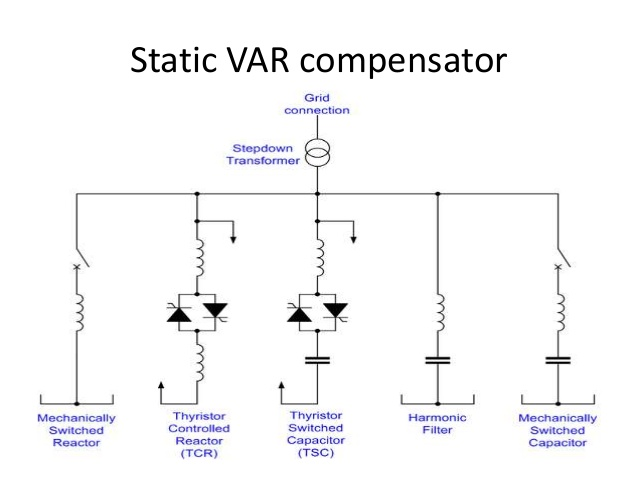 Static VAR compensator
Grid
connection
Stepdown
Transformer
Mechanically
Switched
Reactor
Thyristor
Controlled
Reactor
(TCR)
Thyristor
Switched
Capacitor
(TSC)
Harmonic
Filter
Mechanically
Switched
Capacitor